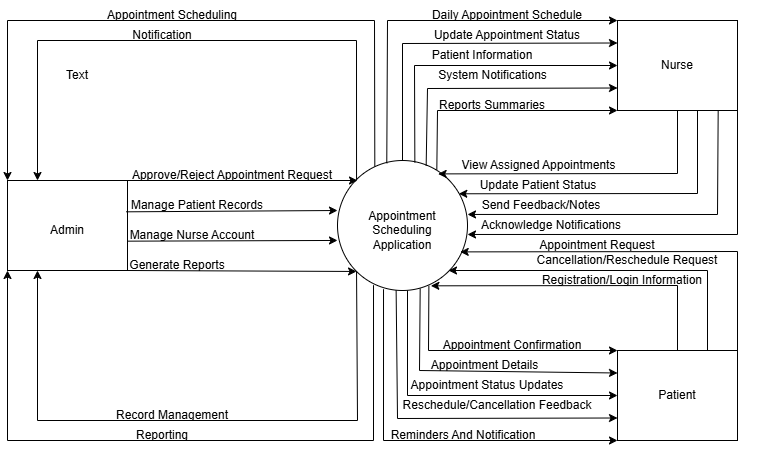 Appointment Scheduling
Notification
Text
Daily Appointment Schedule
Update Appointment Status
Patient Information
System Notifications
Reports Summaries
Nurse
View Assigned Appointments
Update Patient Status
Send Feedback/Notes
Acknowledge Notifications
Approve/Reject Appointment Request
Manage Patient Records
Manage Nurse Account
Generate Reports
Admin
Appointment
Scheduling
Application
Appointment Request
Cancellation/Reschedule Request
Registration/Login Information
Appointment Confirmation
Appointment Details
Appointment Status Updates
Reschedule/Cancellation Feedback
Reminders And Notification
Patient
Record Management
Reporting